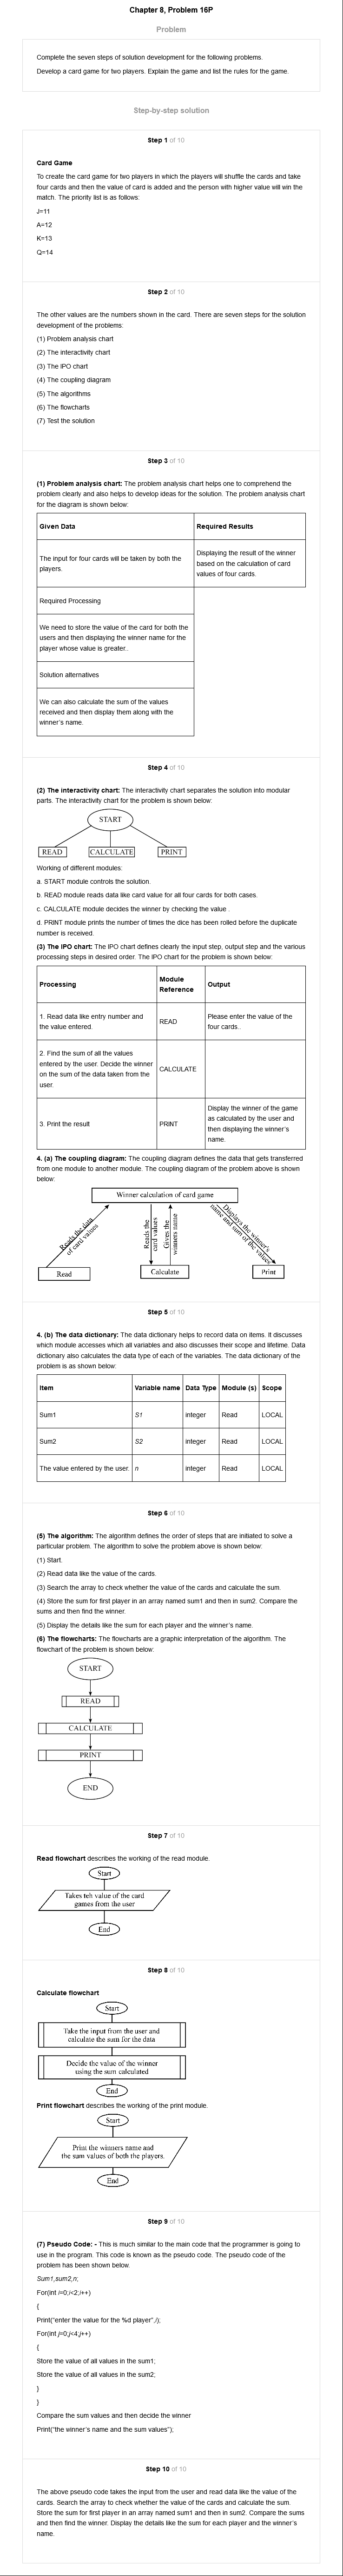 Chapter 8, Problem 16P
Problem
Complete the seven steps of solution development for the following problems.
Develop a card game for two players. Explain the game and list the rules for the game.
Step-by-step solution
Step 1 of 10
Card Game
To create the card game for two players in which the players will shuffle the cards and take
four cards and then the value of card is added and the person with higher value will win the
match. The priority list is as follows.
J=11
A=12
K=13
Q=14
Step 2 of 10
The other values are the numbers shown in the card. There are seven steps for the solution
development of the problems:
(1) Problem analysis chart
(2) The interactivity chart
(3) The IPO chart
(4) The coupling diagram
(5) The algorithms
(6) The flowcharts
(7) Test the solution
Step 3 of 10
(1) Problem analysis chart: The problem analysis chart helps one to comprehend the
problem clearly and also helps to develop ideas for the solution. The problem analysis chart
for the diagram is shown below:
Given Data
Required Results
The input for four cards will be taken by both the
players.
Displaying the result of the winner
based on the calculation of card
values of four cards.
Required Processing
We need to store the value of the card for both the
users and then displaying the winner name for the
player whose value is greater..
Solution alternatives
We can also calculate the sum of the values
received and then display them along with the
winner's name.
Step 4 of 10
(2) The interactivity chart: The interactivity chart separates the solution into modular
parts. The interactivity chart for the problem is shown below:
START
READ
CALCULATE
PRINT
Working of different modules:
a. START module controls the solution.
b. READ module reads data like card value for all four cards for both cases.
c. CALCULATE module decides the winner by checking the value .
d. PRINT module prints the number of times the dice has been rolled before the duplicate
number is received.
(3) The IPO chart: The IPO chart defines clearly the input step, output step and the various
processing steps in desired order. The IPO chart for the problem is shown below:
Processing
Module
Reference
Output
1. Read data like entry number and
the value entered.
READ
Please enter the value of the
four cards..
2. Find the sum of all the values
entered by the user. Decide the winner
on the sum of the data taken from the
user.
CALCULATE
3. Print the result
PRINT
Display the winner of the game
as calculated by the user and
then displaying the winner's
name.
4. (a) The coupling diagram: The coupling diagram defines the data that gets transferred
from one module to another module. The coupling diagram of the problem above is shown
below:
Winner calculation of card game
Reads the data
of card values
Reads the
card values
Gives the
winners name
Displays the winner's
name and sum of the values
Read
Calculate
Print
Step 5 of 10
4. (b) The data dictionary: The data dictionary helps to record data on items. It discusses
which module accesses which all variables and also discusses their scope and lifetime. Data
dictionary also calculates the data type of each of the variables. The data dictionary of the
problem is as shown below:
Item Variable name Data Type Module (s) Scope
Sum1 S1 integer Read LOCAL
Sum2 S2 integer Read LOCAL
The value entered by the user. n integer Read LOCAL
Step 6 of 10
(5) The algorithm: The algorithm defines the order of steps that are initiated to solve a
particular problem. The algorithm to solve the problem above is shown below:
(1) Start.
(2) Read data like the value of the cards.
(3) Search the array to check whether the value of the cards and calculate the sum.
(4) Store the sum for first player in an array named sum1 and then in sum2. Compare the
sums and then find the winner.
(5) Display the details like the sum for each player and the winner's name.
(6) The flowcharts: The flowcharts are a graphic interpretation of the algorithm. The
flowchart of the problem is shown below:
START
READ
CALCULATE
PRINT
END
Step 7 of 10
Read flowchart describes the working of the read module.
Start
Takes teh value of the card
games from the user
End
Step 8 of 10
Calculate flowchart
Start
Take the input from the user and
calculate the sum for the data
Decide the value of the winner
using the sum calculated
End
Print flowchart describes the working of the print module.
Start
Print the winners name and
the sum values of both the players.
End
Step 9 of 10
(7) Pseudo Code: - This is much similar to the main code that the programmer is going to
use in the program. This code is known as the pseudo code. The pseudo code of the
problem has been shown below.
Sum1,sum2,n;
For(int i=0;i<2;i++)
{
Print("enter the value for the %d player",i);
For(int j=0;j<4;j++)
{
Store the value of all values in the sum1;
Store the value of all values in the sum2;
}
}
Compare the sum values and then decide the winner
Print("the winner's name and the sum values");
Step 10 of 10
The above pseudo code takes the input from the user and read data like the value of the
cards. Search the array to check whether the value of the cards and calculate the sum.
Store the sum for first player in an array named sum1 and then in sum2. Compare the sums
and then find the winner. Display the details like the sum for each player and the winner's
name.